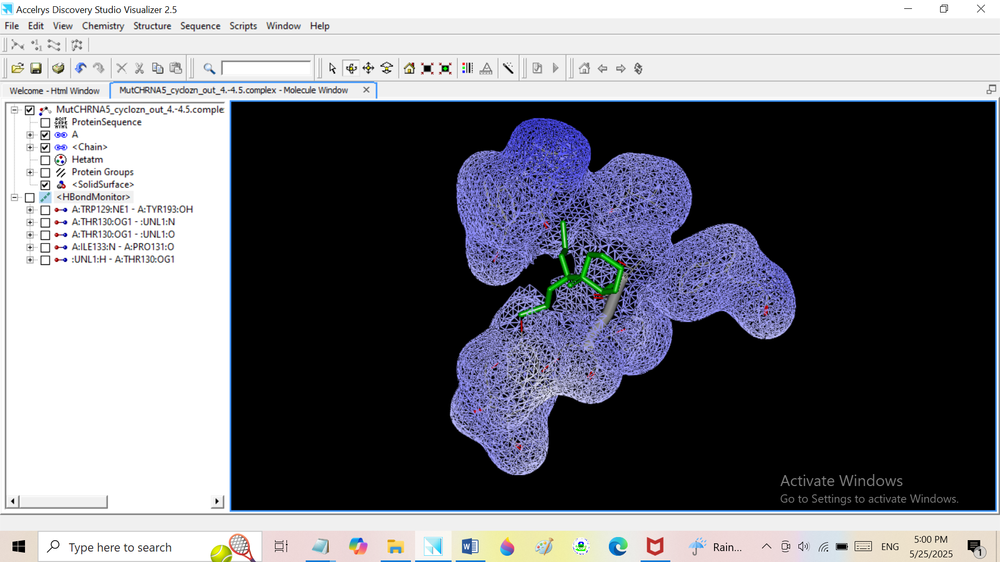 Accelrys Discovery Studio Visualizer 2.5
File Edit View Chemistry Structure Sequence Scripts Window Help
Welcome - Html Window
MutCHRNA5_cyclozn_out_4.-4.5.complex - Molecule Window
MutCHRNA5_cyclozn_out_4.-4.5.comple
ProteinSequence
A
<Chain>
Hetatm
Protein Groups
<SolidSurface>
<HBondMonitor>
A:TRP129:NE1 - A:TYR193:OH
A:THR130:OG1 - :UNL1:N
A:THR130:OG1 - :UNL1:O
A:ILE133:N - A:PRO131:O
:UNL1:H - A:THR130:OG1
Activate Windows
Go to Settings to activate Windows.
Type here to search
Rain...
ENG
5:00 PM
5/25/2025
1